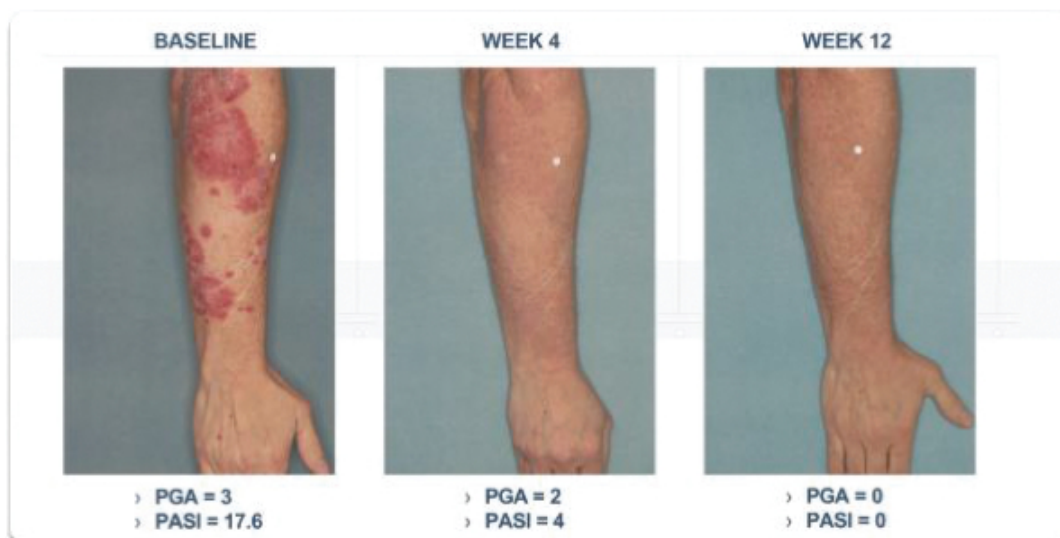 BASELINE
WEEK 4
WEEK 12
› PGA = 3
› PASI = 17.6
› PGA = 2
› PASI = 4
› PGA = 0
› PASI = 0